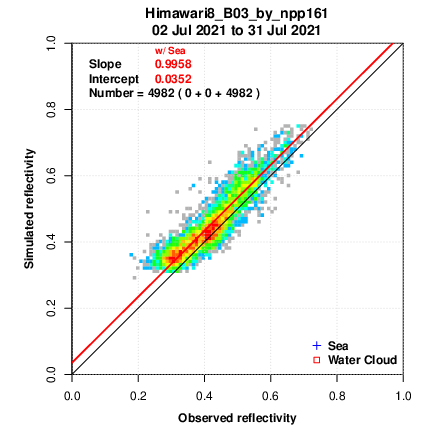 Himawari8_B03_by_npp161
02 Jul 2021 to 31 Jul 2021
w/ Sea
Slope 0.9958
Intercept 0.0352
Number = 4982 ( 0 + 0 + 4982 )
Simulated reflectivity
1.0
0.8
0.6
0.4
0.2
0.0
Sea
Water Cloud
0.0 0.2 0.4 0.6 0.8 1.0
Observed reflectivity